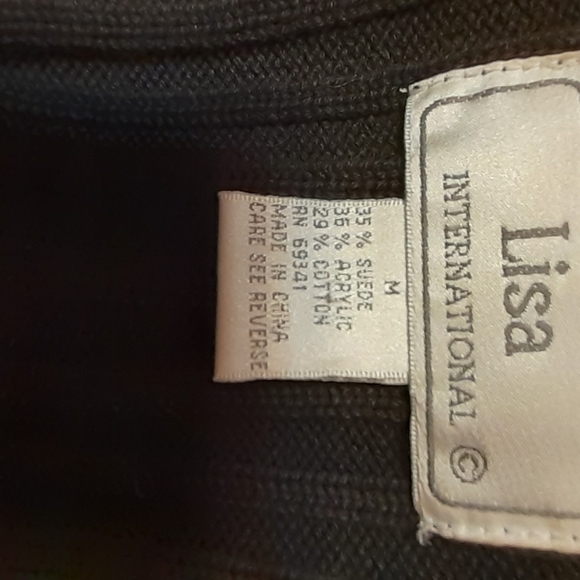 Lisa
INTERNATIONAL ©
M
35% SUEDE
36% ACRYLIC
29% COTTON
RN 69341
MADE IN CHINA
CARE SEE REVERSE